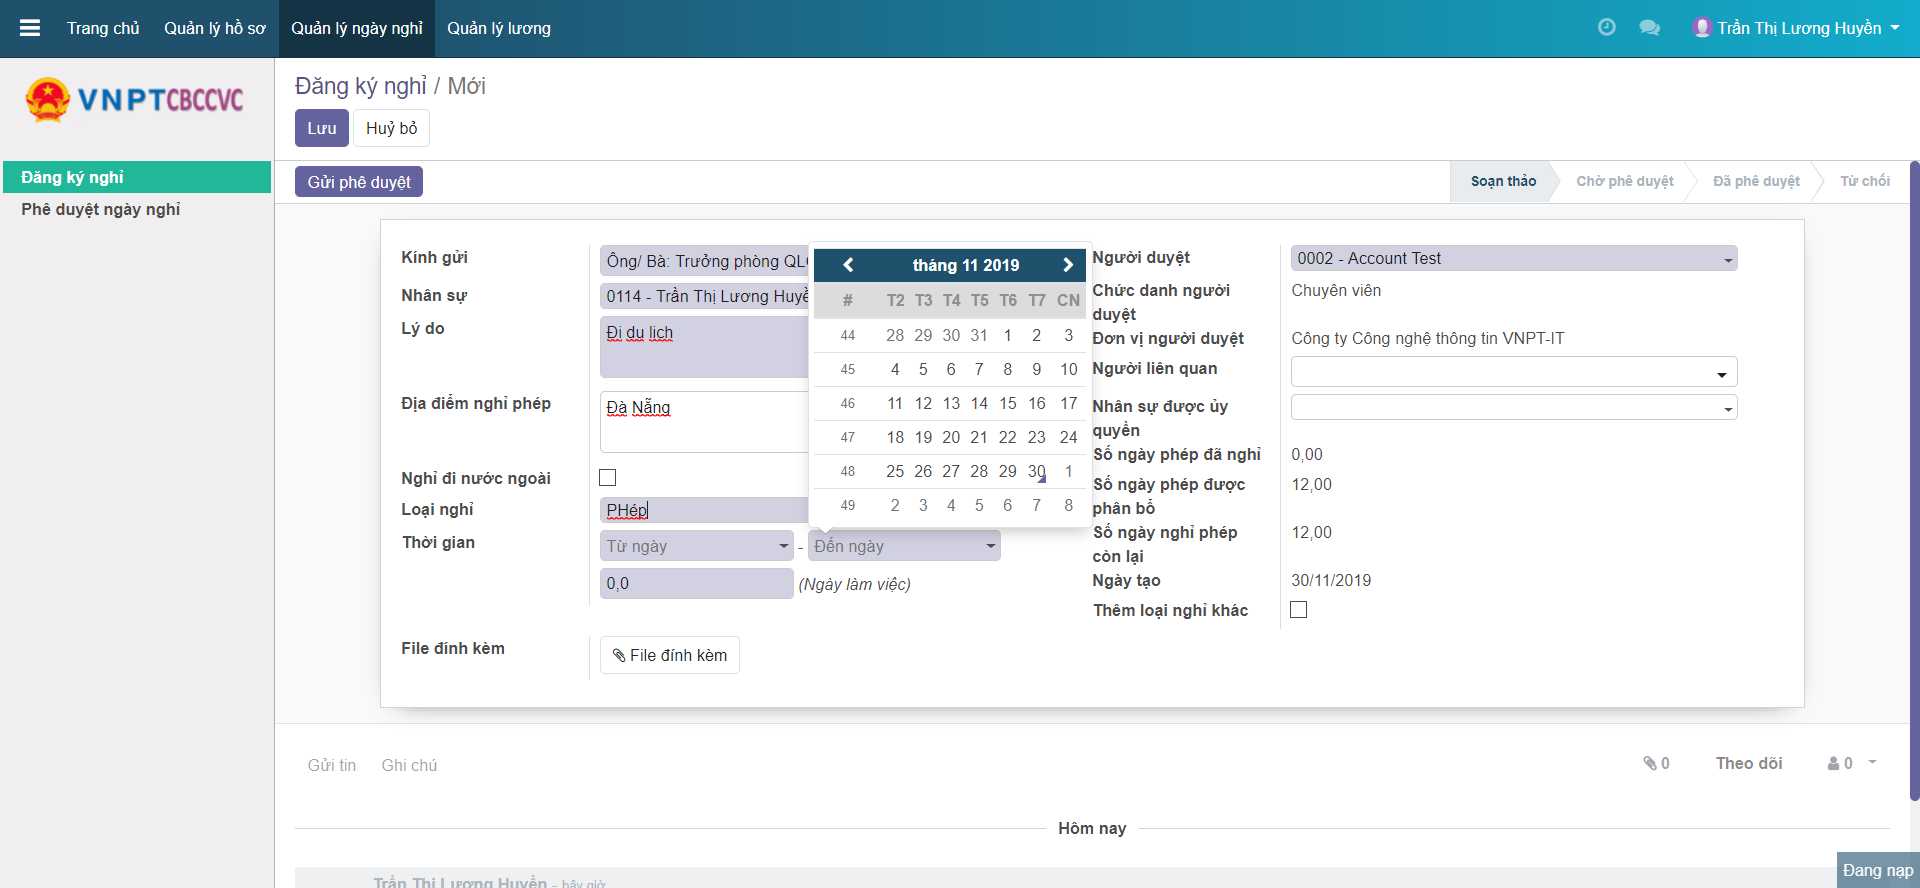 Trang chủ Quản lý hồ sơ Quản lý ngày nghỉ Quản lý lương Trần Thị Lương Huyền
VNPT CBCCVC
Đăng ký nghỉ
Phê duyệt ngày nghỉ
Đăng ký nghỉ / Mới
Lưu Huỷ bỏ
Gửi phê duyệt
Soạn thảo Chờ phê duyệt Đã phê duyệt Từ chối
Kính gửi Ông/ Bà: Trưởng phòng
Nhân sự 0114 - Trần Thị Lương
Lý do Đi du lich
Địa điểm nghỉ phép Đà Nẵng
Nghỉ đi nước ngoài
Loại nghỉ PHép
Thời gian Từ ngày - Đến ngày
0,0 (Ngày làm việc)
File đính kèm File đính kèm
tháng 11 2019
# T2 T3 T4 T5 T6 T7 CN
44 28 29 30 31 1 2 3
45 4 5 6 7 8 9 10
46 11 12 13 14 15 16 17
47 18 19 20 21 22 23 24
48 25 26 27 28 29 30 1
49 2 3 4 5 6 7 8
Người duyệt 0002 - Account Test
Chức danh người Chuyên viên
duyệt
Đơn vị người duyệt Công ty Công nghệ thông tin VNPT-IT
Người liên quan
Nhân sự được ủy
quyền
Số ngày phép đã nghỉ 0,00
Số ngày phép được 12,00
phân bổ
Số ngày nghỉ phép 12,00
còn lại
Ngày tạo 30/11/2019
Thêm loại nghỉ khác
Gửi tin Ghi chú 0 Theo dõi 0
Hôm nay
Trần Thị Lương Huyền - bây giờ
Đang nạp